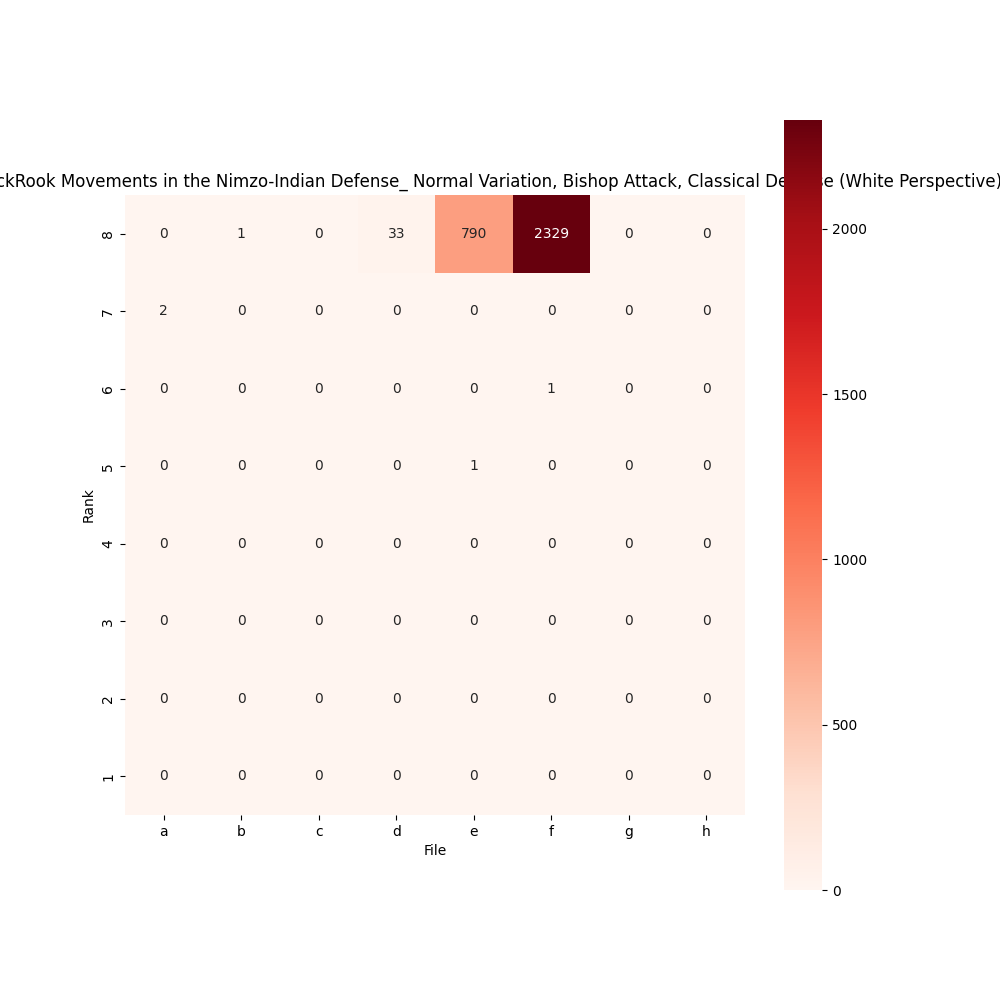 ckRook Movements in the Nimzo-Indian Defense_ Normal Variation, Bishop Attack, Classical Defense (White Perspective)
8 0 1 0 33 790 2329 0 0
7 2 0 0 0 0 0 0 0
6 0 0 0 0 0 1 0 0
5 0 0 0 0 1 0 0 0
4 0 0 0 0 0 0 0 0
3 0 0 0 0 0 0 0 0
2 0 0 0 0 0 0 0 0
1 0 0 0 0 0 0 0 0
a b c d e f g h
File
Rank
2000
1500
1000
500
0